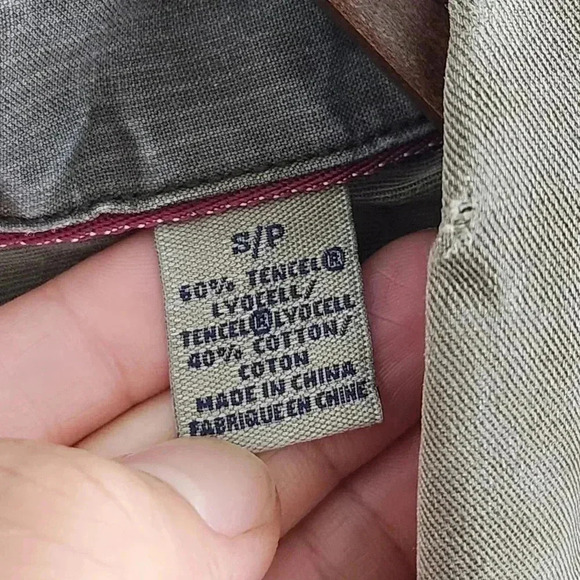 S/P
60% TENCEL®
LYOCELL/
TENCEL®LYOCELL
40% COTTON/
COTON
MADE IN CHINA
FABRIQUE EN CHINE